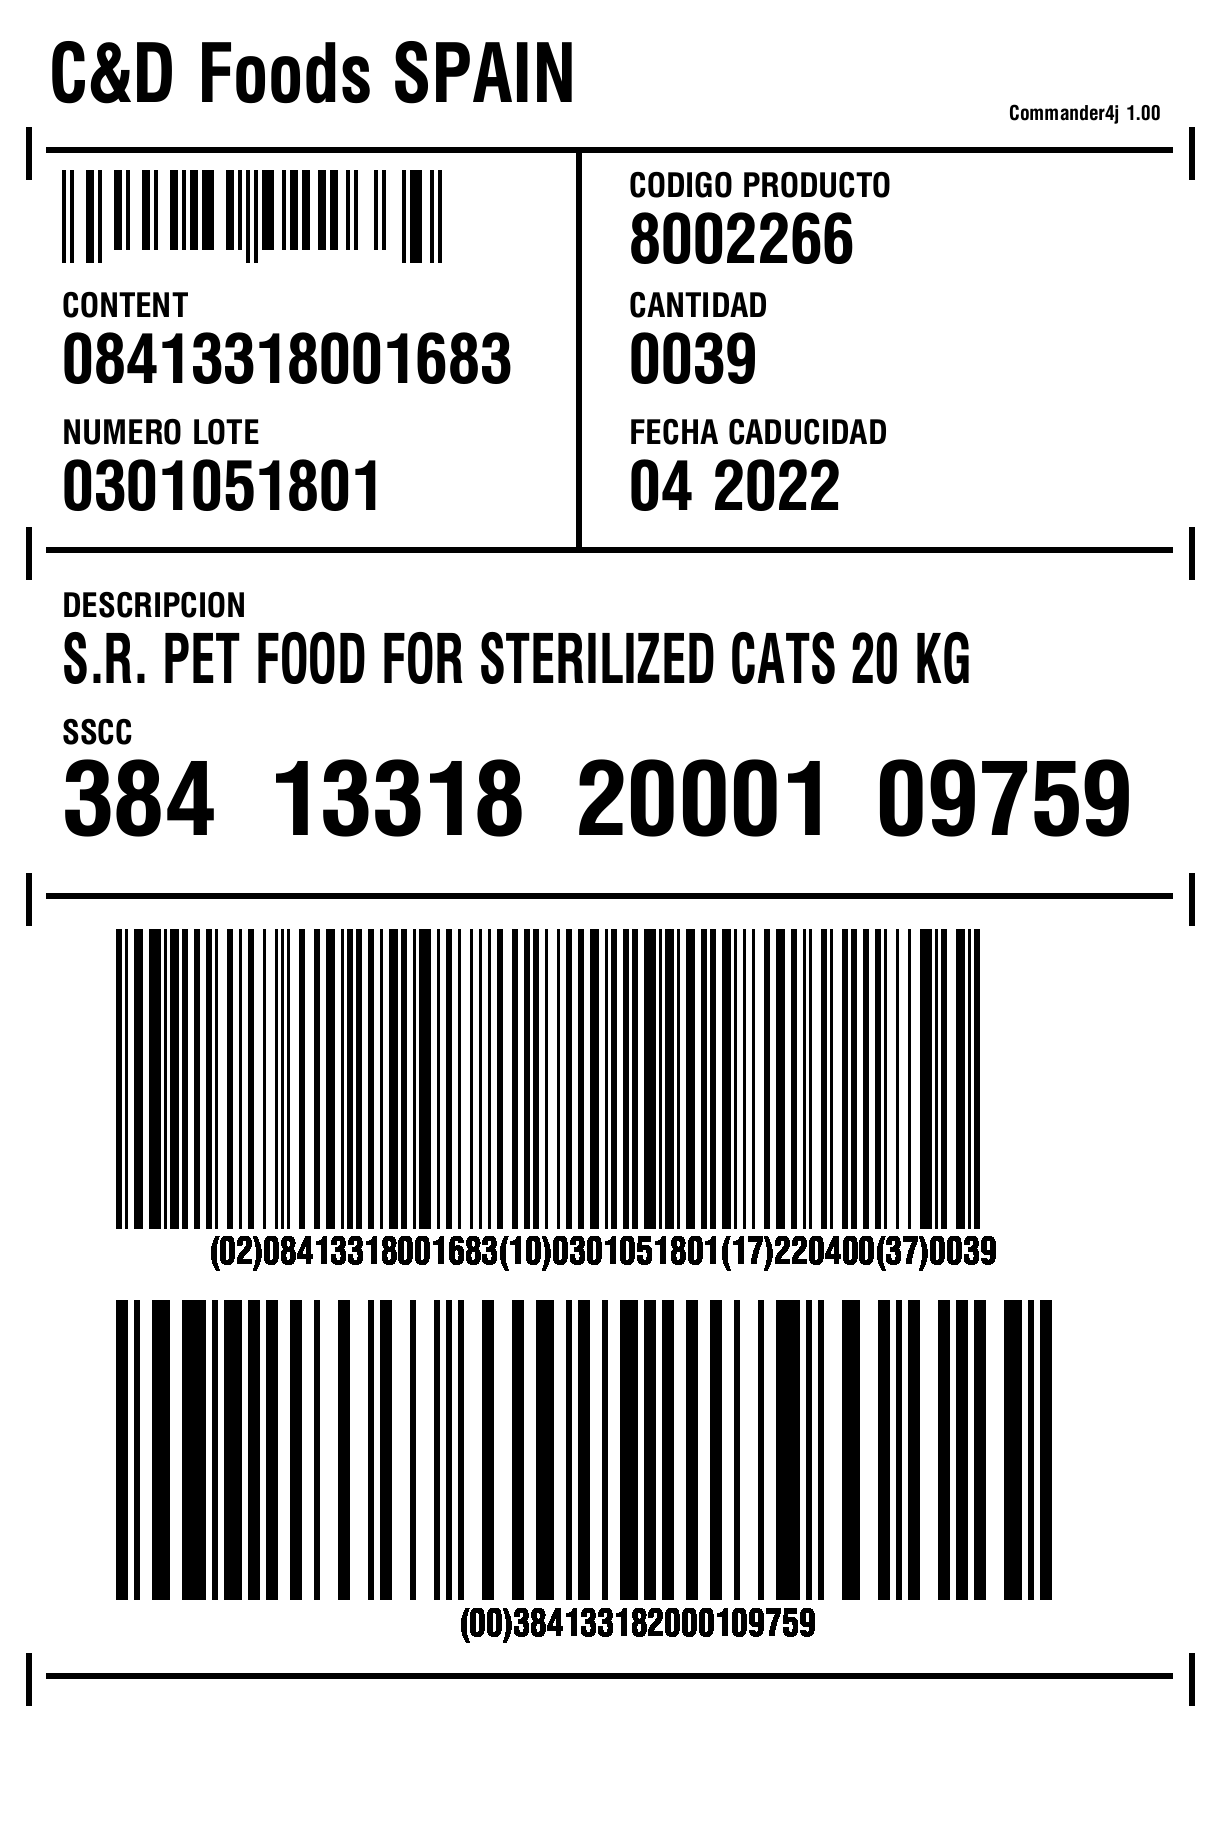 C&D Foods SPAIN
Commander4j 1.00
CODIGO PRODUCTO
8002266
CONTENT
08413318001683
CANTIDAD
0039
NUMERO LOTE
0301051801
FECHA CADUCIDAD
04 2022
DESCRIPCION
S.R. PET FOOD FOR STERILIZED CATS 20 KG
SSCC
384 13318 20001 09759
(02)08413318001683(10)0301051801(17)220400(37)0039
(00)384133182000109759